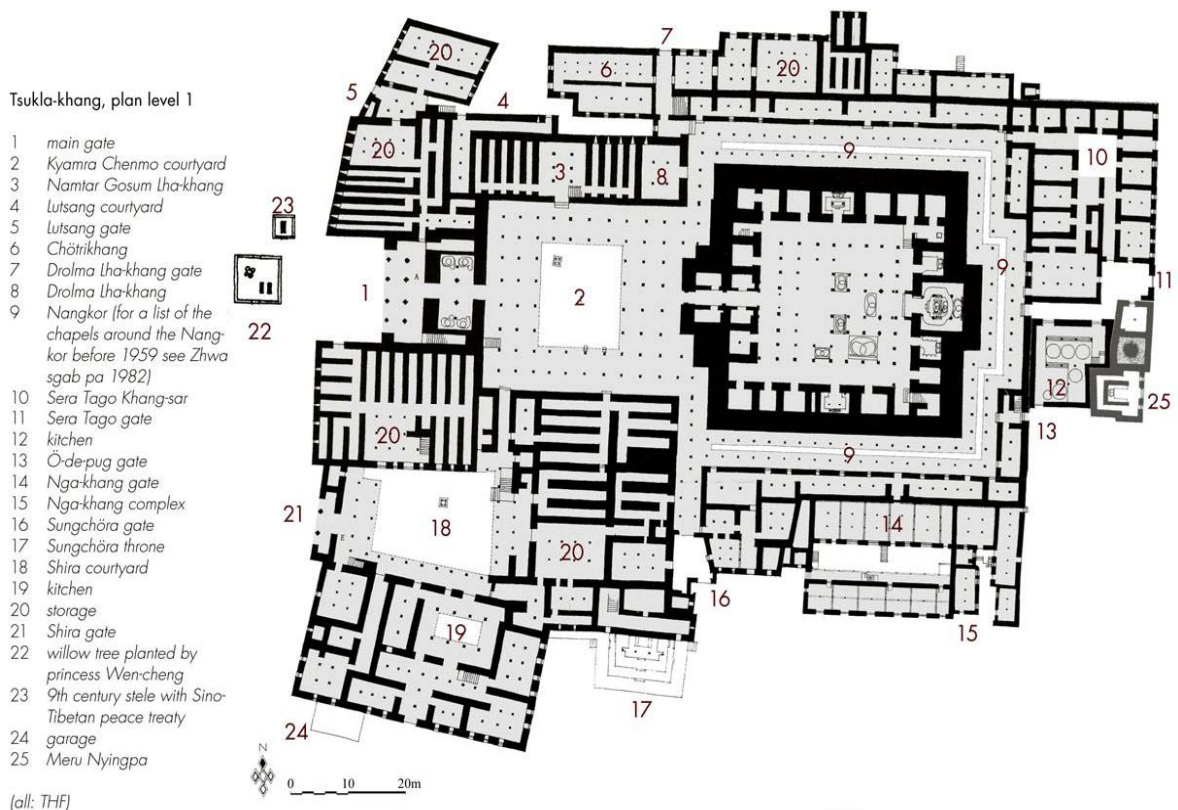 Tsukla-khang, plan level 1
1 main gate
2 Kyamra Chenmo courtyard
3 Namtar Gosum Lha-khang
4 Lutsang courtyard
5 Lutsang gate
6 Chötrikhang
7 Drolma Lha-khang gate
8 Drolma Lha-khang
9 Nangkor (for a list of the
chapels around the Nang-
kor before 1959 see Zhwa
sgab pa 1982)
10 Sera Tago Khang-sar
11 Sera Tago gate
12 kitchen
13 Ö-de-pug gate
14 Nga-khang gate
15 Nga-khang complex
16 Sungchöra gate
17 Sungchöra throne
18 Shira courtyard
19 kitchen
20 storage
21 Shira gate
22 willow tree planted by
princess Wen-cheng
23 9th century stele with Sino-
Tibetan peace treaty
24 garage
25 Meru Nyingpa
(all: THF)
20
7
6
20
5
4
20
3
8
9
10
23
1
2
9
11
22
12
25
20
13
9
21
18
14
20
16
15
19
17
24
N
0 10 20m